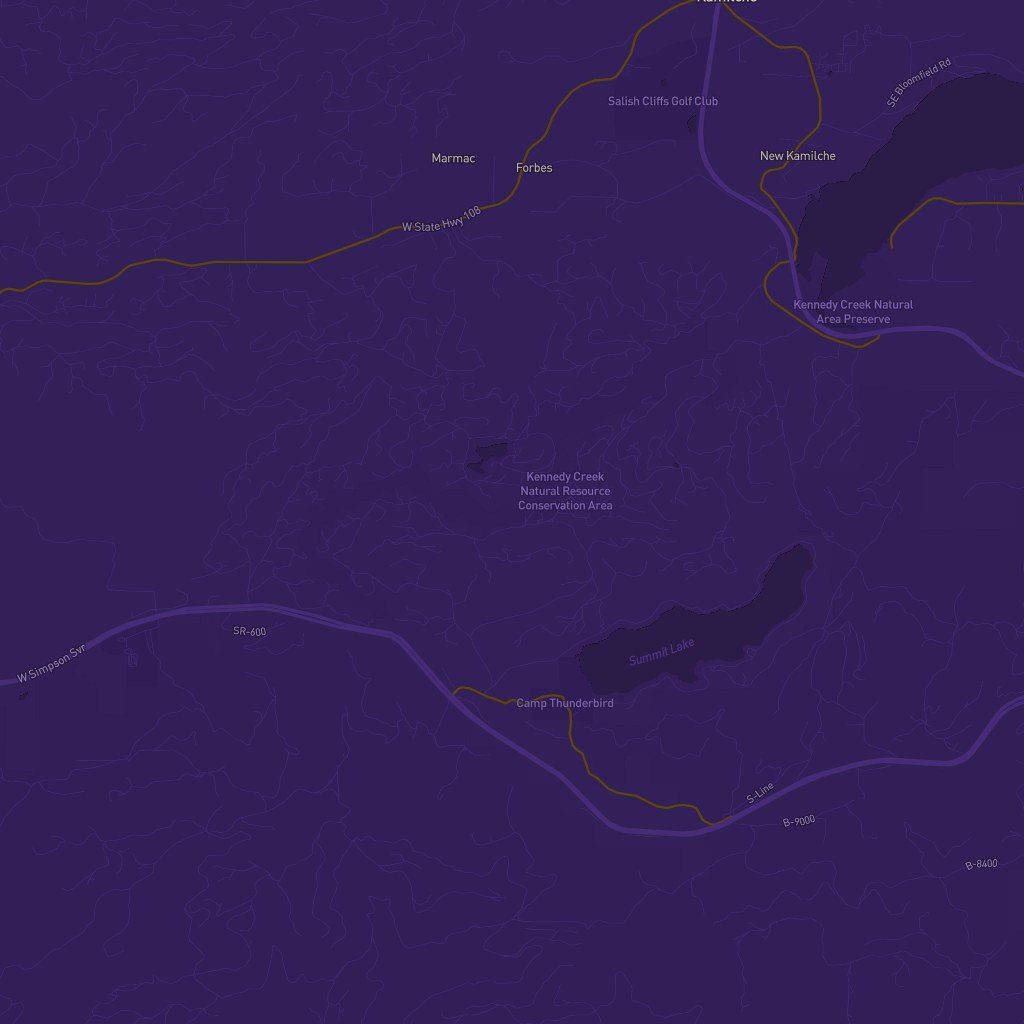 SE Bloomfield Rd
Salish Cliffs Golf Club
Marmac
New Kamilche
Forbes
W State Hwy 108
Kennedy Creek Natural
Area Preserve
Kennedy Creek
Natural Resource
Conservation Area
SR-600
W Simpson Svr
Summit Lake
Camp Thunderbird
S-Line
B-9000
B-8400